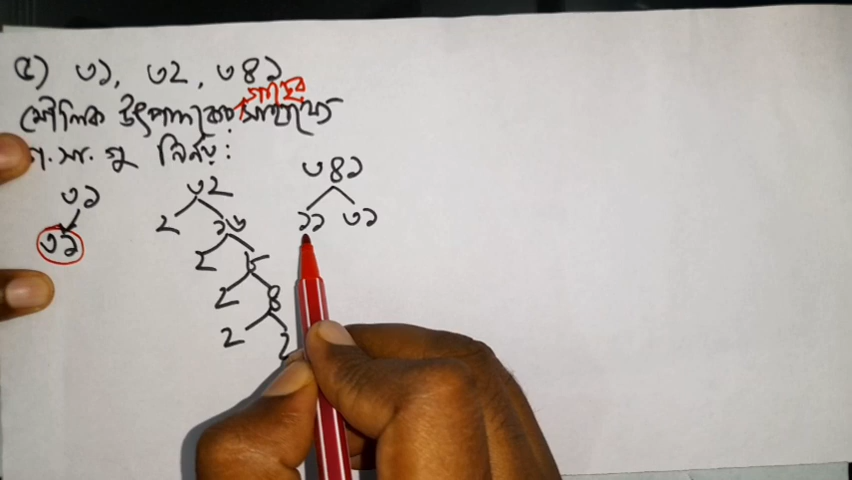 ৫) ৩১, ৩২, ৩৪১
মৌলিক উৎপাদকের গাছের সাহায্যে
ল.সা.গু নির্ণয়:
৩১ ৩২ ৩৪১
৩১ ২ ১৬ ১১ ৩১
২ ৮
২ ৪
২ ২